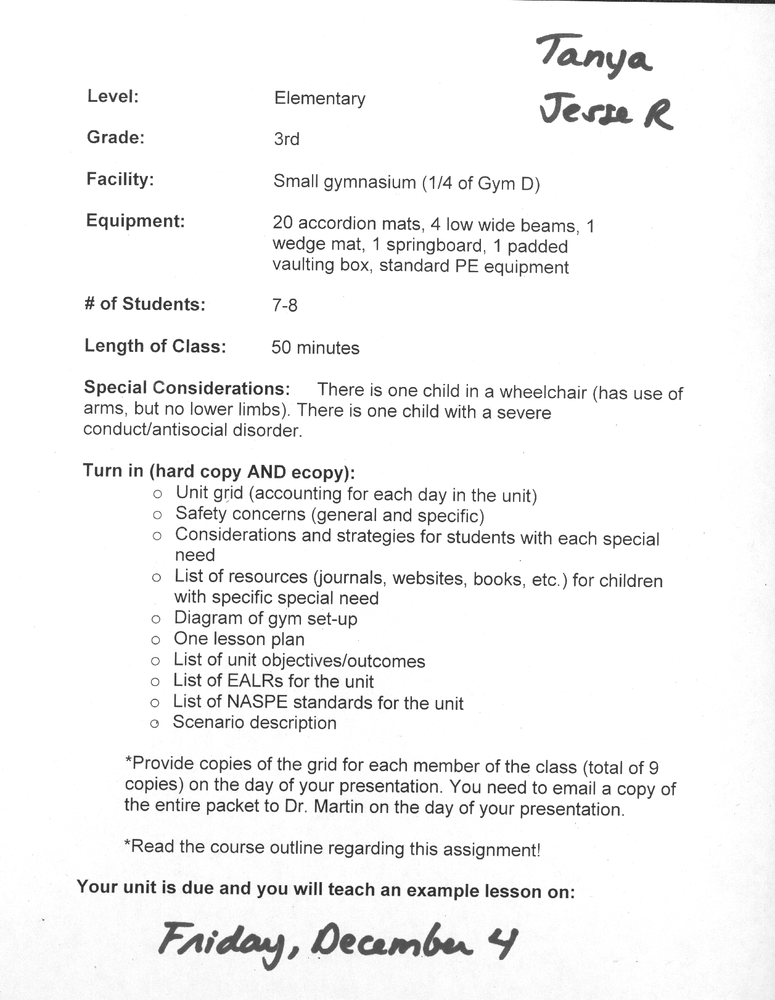 Tanya
Jesse R
Level: Elementary
Grade: 3rd
Facility: Small gymnasium (1/4 of Gym D)
Equipment: 20 accordion mats, 4 low wide beams, 1
wedge mat, 1 springboard, 1 padded
vaulting box, standard PE equipment
# of Students: 7-8
Length of Class: 50 minutes
Special Considerations: There is one child in a wheelchair (has use of
arms, but no lower limbs). There is one child with a severe
conduct/antisocial disorder.
Turn in (hard copy AND ecopy):
o Unit grid (accounting for each day in the unit)
o Safety concerns (general and specific)
o Considerations and strategies for students with each special
need
o List of resources (journals, websites, books, etc.) for children
with specific special need
o Diagram of gym set-up
o One lesson plan
o List of unit objectives/outcomes
o List of EALRs for the unit
o List of NASPE standards for the unit
o Scenario description
*Provide copies of the grid for each member of the class (total of 9
copies) on the day of your presentation. You need to email a copy of
the entire packet to Dr. Martin on the day of your presentation.
*Read the course outline regarding this assignment!
Your unit is due and you will teach an example lesson on:
Friday, December 4